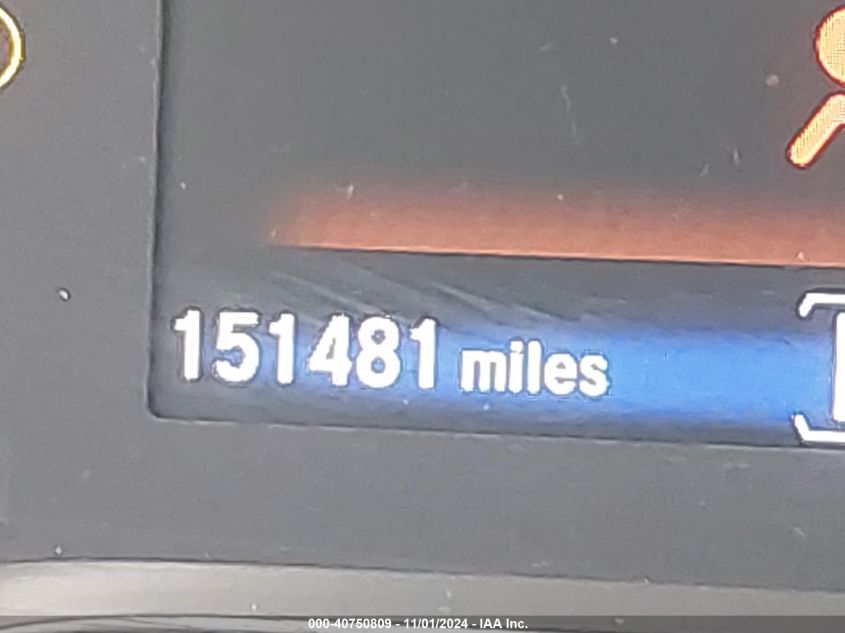 151481 miles
000-40750809 - 11/01/2024 - IAA Inc.